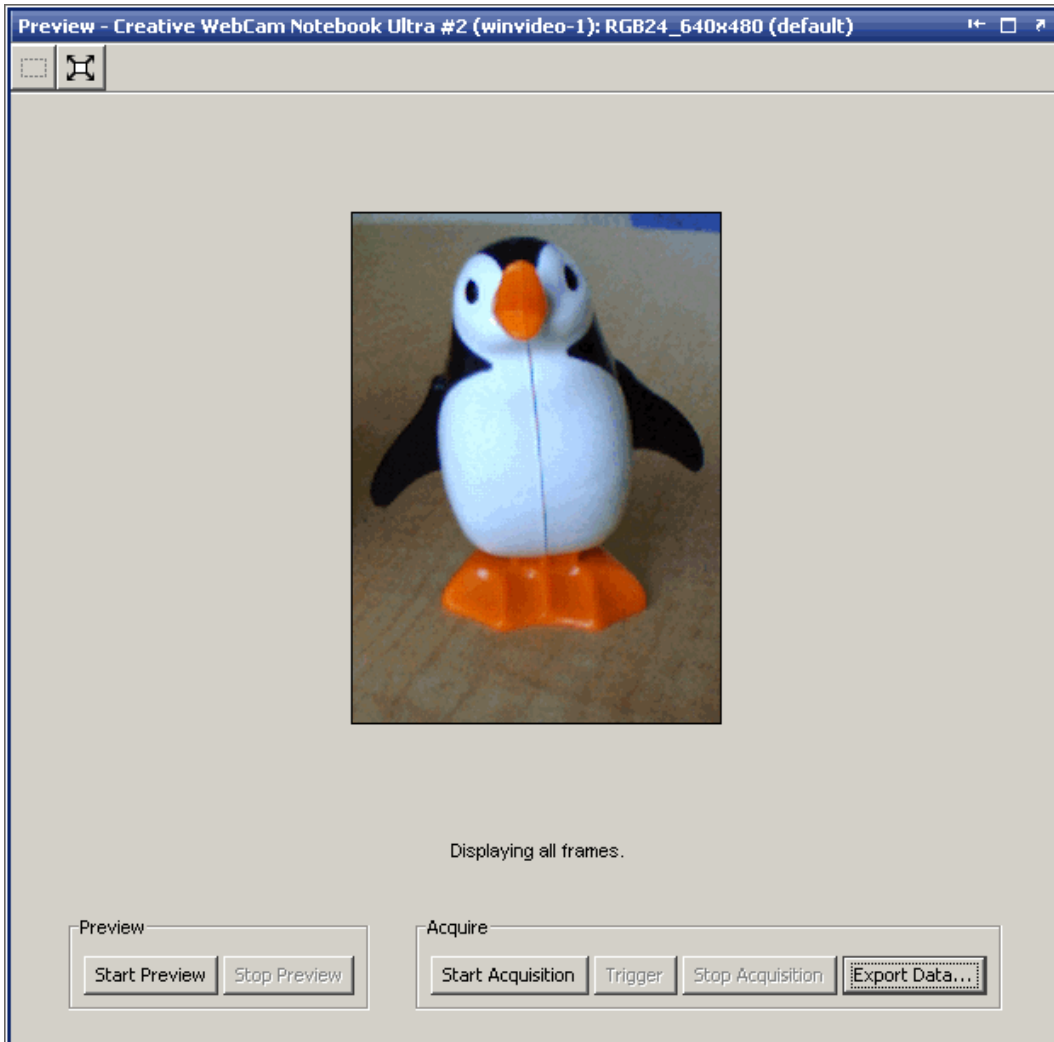 Preview - Creative WebCam Notebook Ultra #2 (winvideo-1): RGB24_640x480 (default)
Displaying all frames.
Preview
Start Preview Stop Preview
Acquire
Start Acquisition Trigger Stop Acquisition Export Data...